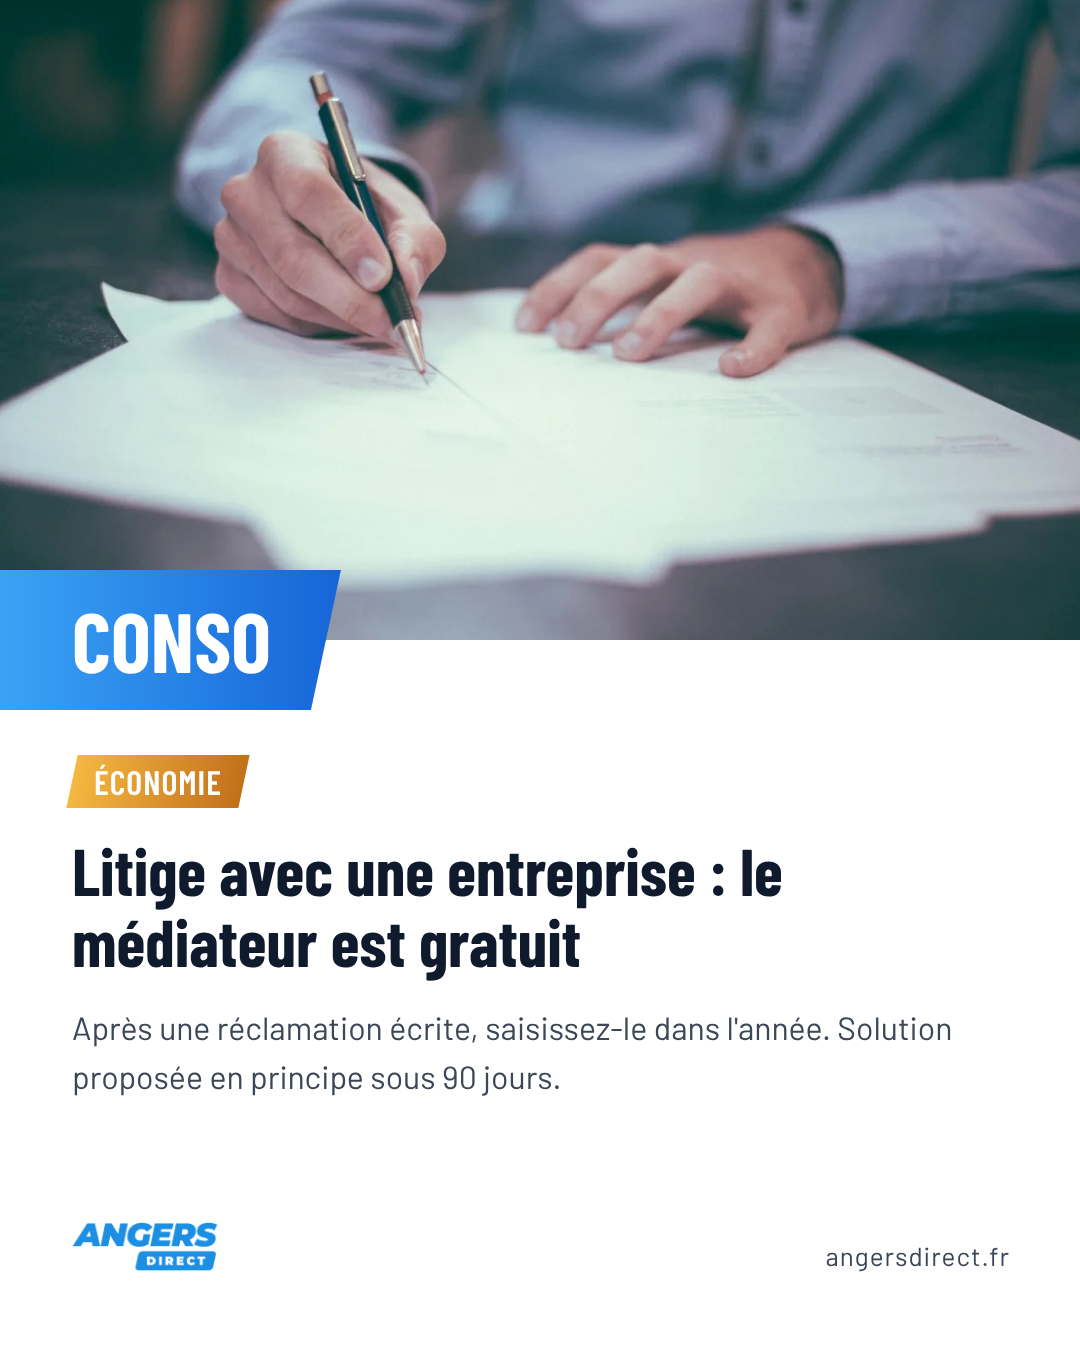 CONSO
ÉCONOMIE
Litige avec une entreprise : le
médiateur est gratuit
Après une réclamation écrite, saisissez-le dans l'année. Solution
proposée en principe sous 90 jours.
ANGERS
DIRECT
angersdirect.fr